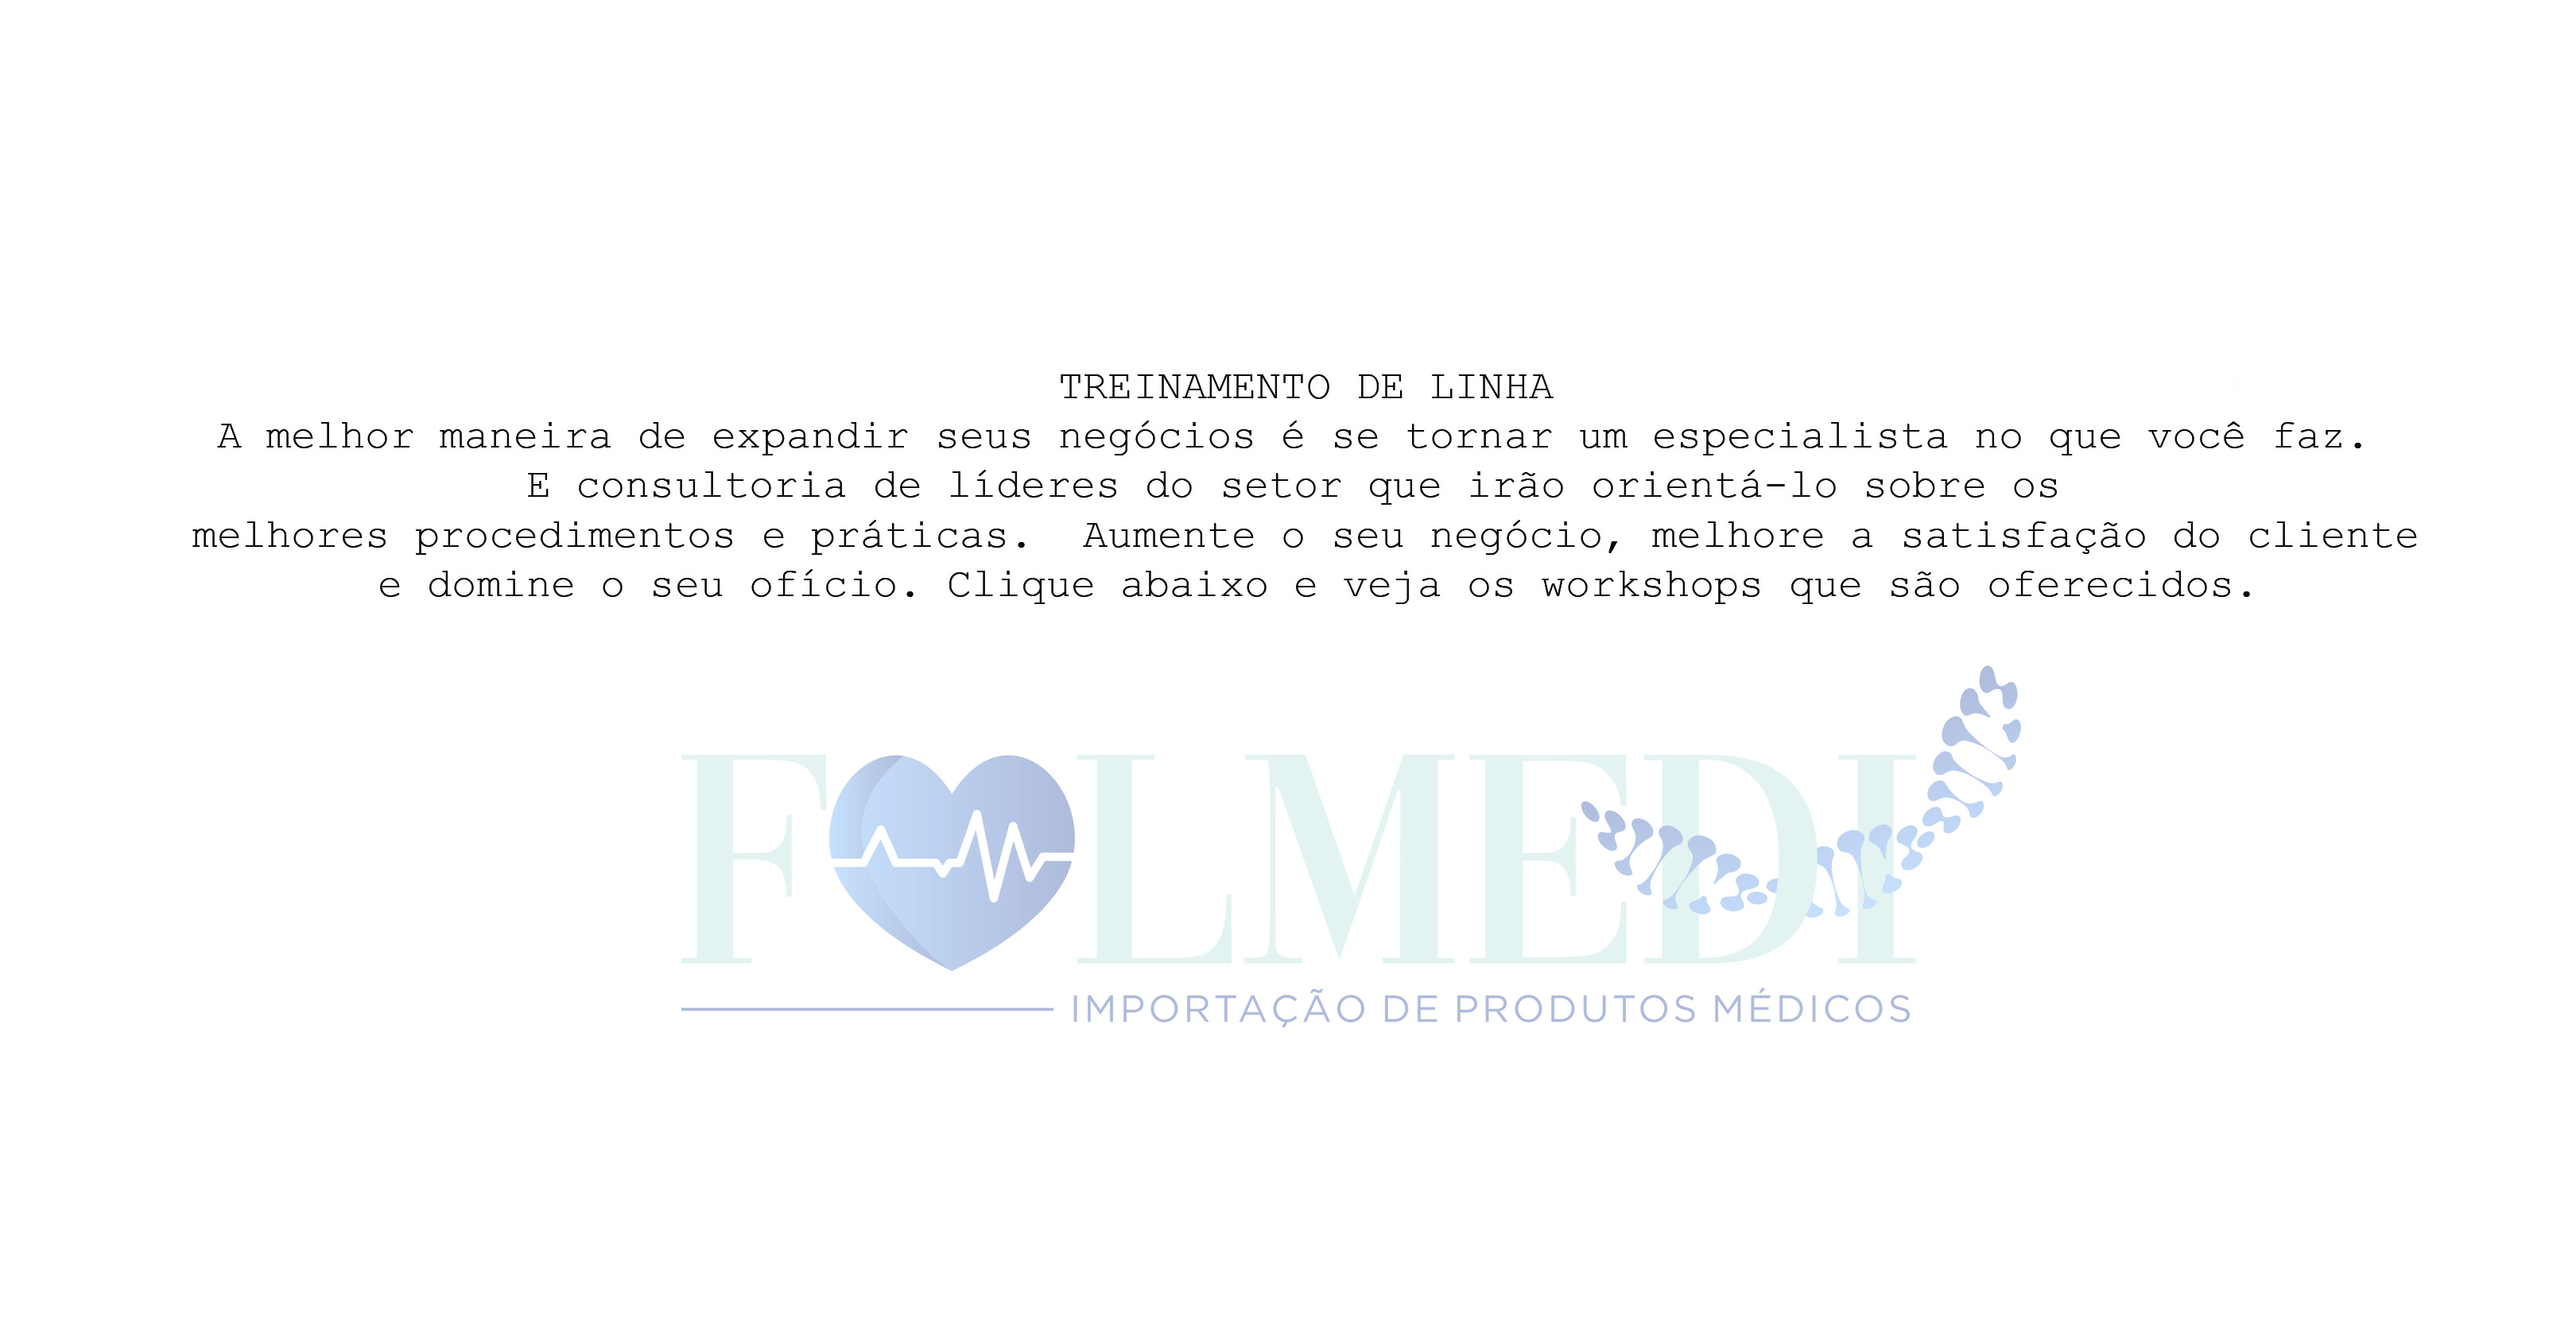 TREINAMENTO DE LINHA
A melhor maneira de expandir seus negócios é se tornar um especialista no que você faz.
E consultoria de líderes do setor que irão orientá-lo sobre os
melhores procedimentos e práticas.  Aumente o seu negócio, melhore a satisfação do cliente
e domine o seu ofício. Clique abaixo e veja os workshops que são oferecidos.
FOLMEDI
IMPORTAÇÃO DE PRODUTOS MÉDICOS